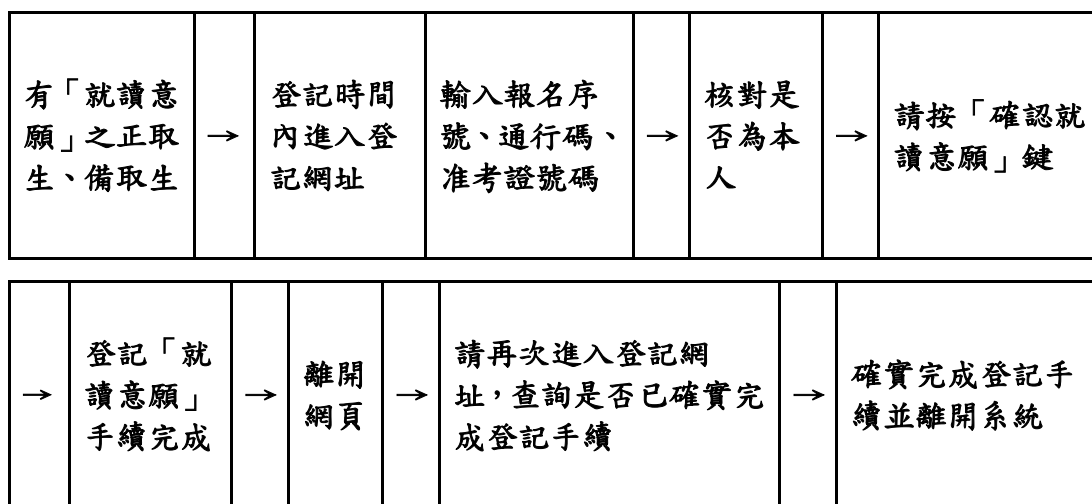 有「就讀意
願」之正取
生、備取生
→
登記時間
內進入登
記網址
輸入報名序
號、通行碼、
准考證號碼
→
核對是
否為本
人
→
請按「確認就
讀意願」鍵
→
登記「就
讀意願」
手續完成
→
離開
網頁
→
請再次進入登記網
址，查詢是否已確實完
成登記手續
→
確實完成登記手
續並離開系統